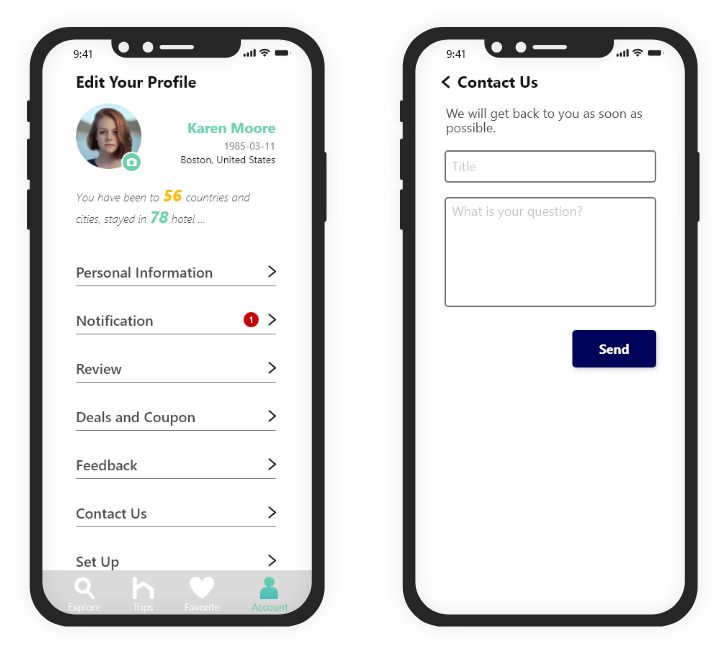 9:41
Edit Your Profile
Karen Moore
1985-03-11
Boston, United States
You have been to 56 countries and
cities, stayed in 78 hotel ...
Personal Information
Notification 1
Review
Deals and Coupon
Feedback
Contact Us
Set Up
Explore Trips Favorite Account
9:41
Contact Us
We will get back to you as soon as
possible.
Title
What is your question?
Send